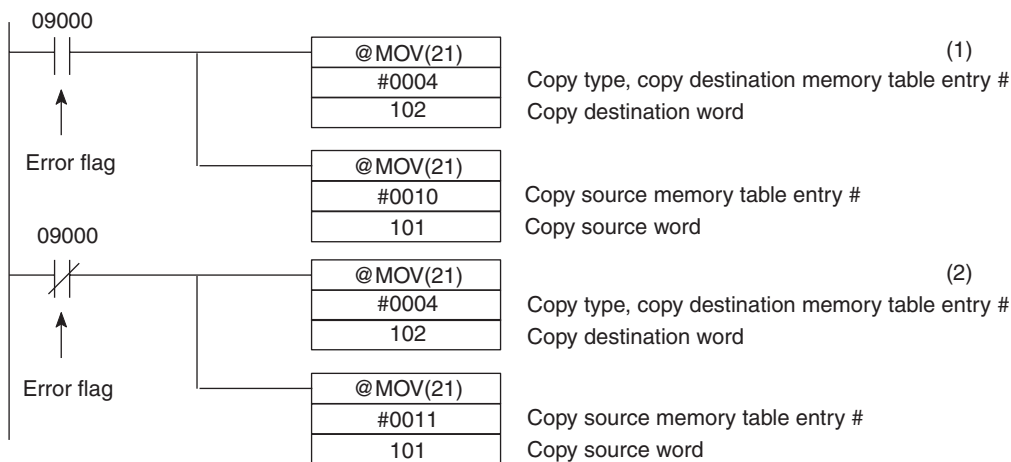 09000
@MOV(21) (1)
#0004 Copy type, copy destination memory table entry #
102 Copy destination word
Error flag
@MOV(21)
#0010 Copy source memory table entry #
101 Copy source word
09000
@MOV(21) (2)
#0004 Copy type, copy destination memory table entry #
102 Copy destination word
Error flag
@MOV(21)
#0011 Copy source memory table entry #
101 Copy source word